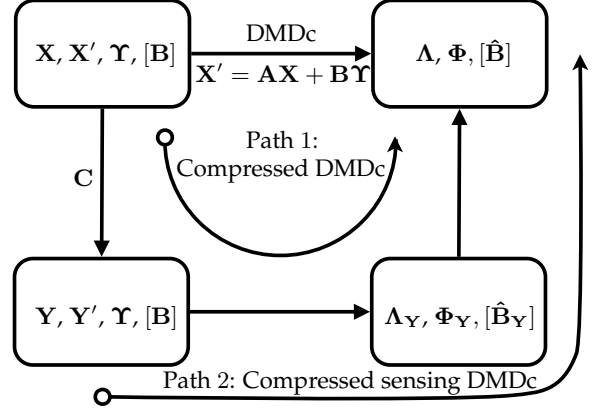 X, X′, Υ, [B]
DMDc
X′ = AX + BΥ
Λ, Φ, [B̂]
Path 1:
Compressed DMDc
C
Y, Y′, Υ, [B]
Λ_Y, Φ_Y, [B̂_Y]
Path 2: Compressed sensing DMDc